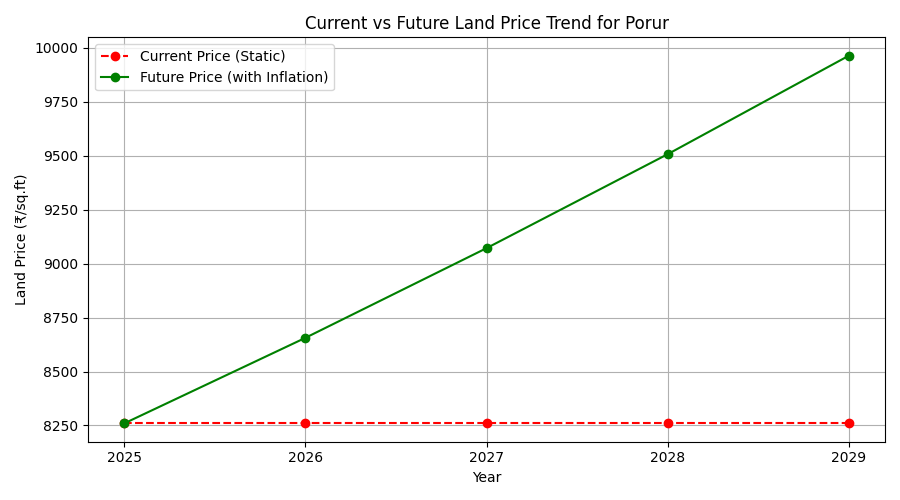 Current vs Future Land Price Trend for Porur
Current Price (Static)
Future Price (with Inflation)
Land Price (₹/sq.ft)
10000
9750
9500
9250
9000
8750
8500
8250
2025
2026
2027
2028
2029
Year